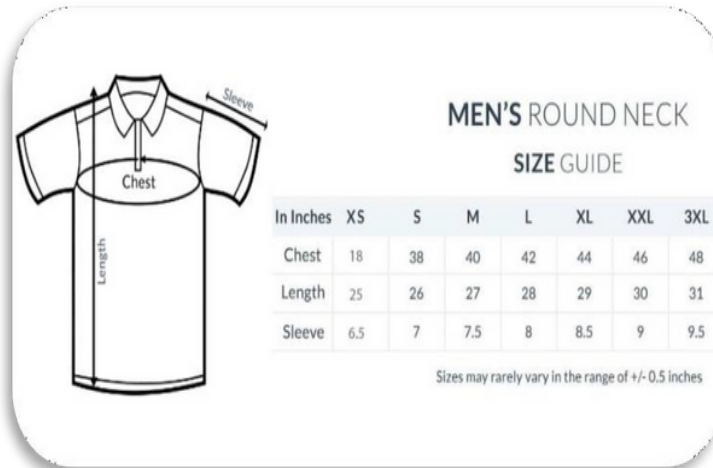 Sleeve
MEN'S ROUND NECK
SIZE GUIDE
Chest
Length
In Inches XS S M L XL XXL 3XL
Chest 18 38 40 42 44 46 48
Length 25 26 27 28 29 30 31
Sleeve 6.5 7 7.5 8 8.5 9 9.5
Sizes may rarely vary in the range of +/- 0.5 inches